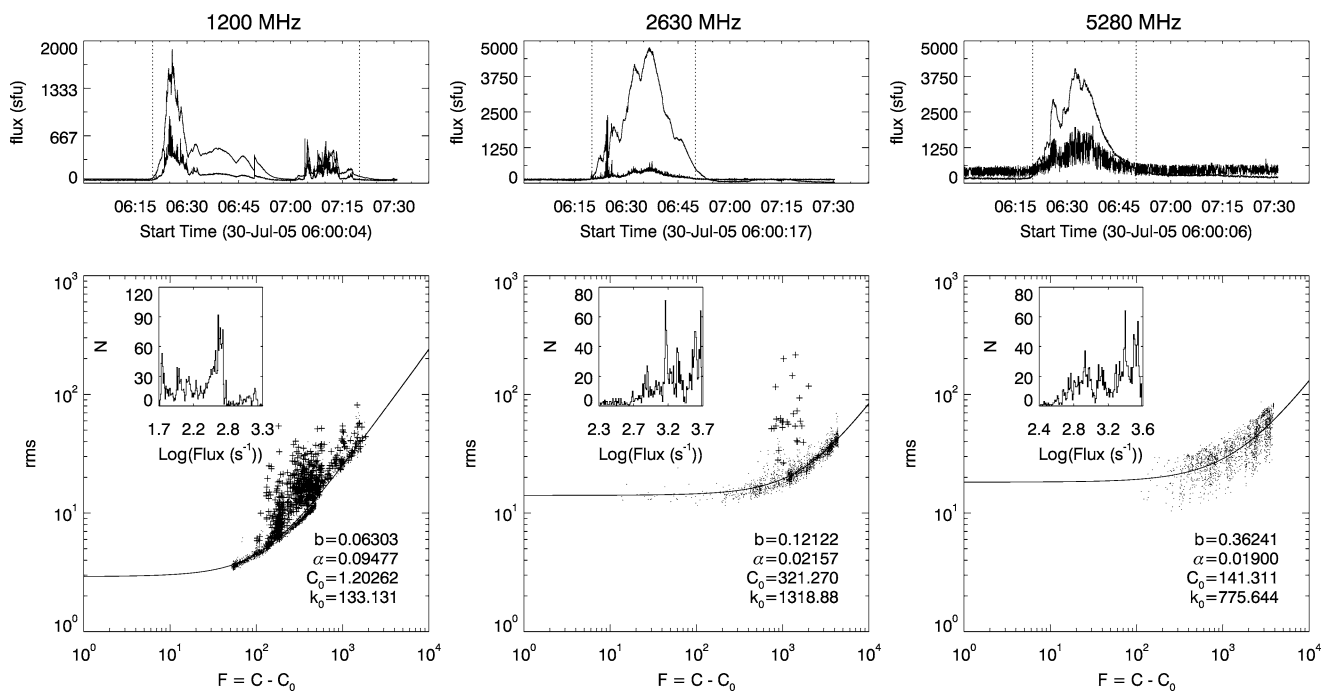 1200 MHz
2630 MHz
5280 MHz
flux (sfu)
2000
1333
667
0
06:15 06:30 06:45 07:00 07:15 07:30
Start Time (30-Jul-05 06:00:04)
flux (sfu)
5000
3750
2500
1250
0
06:15 06:30 06:45 07:00 07:15 07:30
Start Time (30-Jul-05 06:00:17)
flux (sfu)
5000
3750
2500
1250
0
06:15 06:30 06:45 07:00 07:15 07:30
Start Time (30-Jul-05 06:00:06)
rms
10³
10²
10¹
10⁰
N
120
90
60
30
0
1.7 2.2 2.8 3.3
Log(Flux (s⁻¹))
b=0.06303
α=0.09477
C₀=1.20262
k₀=133.131
10⁰ 10¹ 10² 10³ 10⁴
F = C - C₀
rms
10³
10²
10¹
10⁰
N
80
60
40
20
0
2.3 2.7 3.2 3.7
Log(Flux (s⁻¹))
b=0.12122
α=0.02157
C₀=321.270
k₀=1318.88
10⁰ 10¹ 10² 10³ 10⁴
F = C - C₀
rms
10³
10²
10¹
10⁰
N
80
60
40
20
0
2.4 2.8 3.2 3.6
Log(Flux (s⁻¹))
b=0.36241
α=0.01900
C₀=141.311
k₀=775.644
10⁰ 10¹ 10² 10³ 10⁴
F = C - C₀